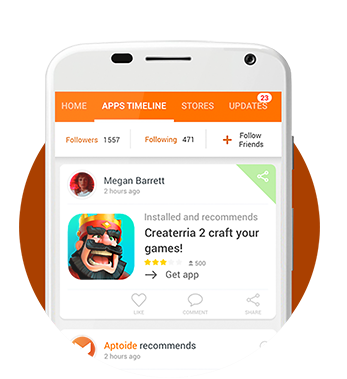 HOME APPS TIMELINE STORES UPDATES 23
Followers 1557 Following 471 Follow Friends
Megan Barrett
2 hours ago
Installed and recommends
Createrria 2 craft your
games!
500
Get app
LIKE COMMENT SHARE
Aptoide recommends
2 hours ago